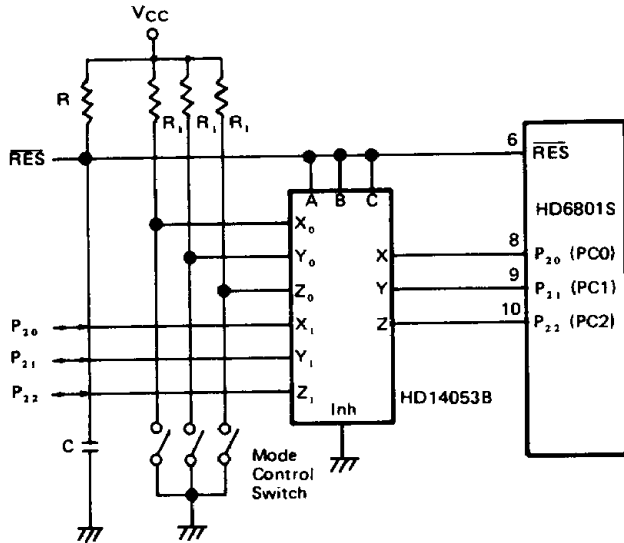 VCC
R
R₁ R₁ R₁
RES
6
RES
A B C
HD6801S
X₀
Y₀
Z₀
X
8
P₂₀ (PC0)
Y
9
P₂₁ (PC1)
Z
10
P₂₂ (PC2)
P₂₀
X₁
P₂₁
Y₁
P₂₂
Z₁
HD14053B
Inh
C
Mode
Control
Switch